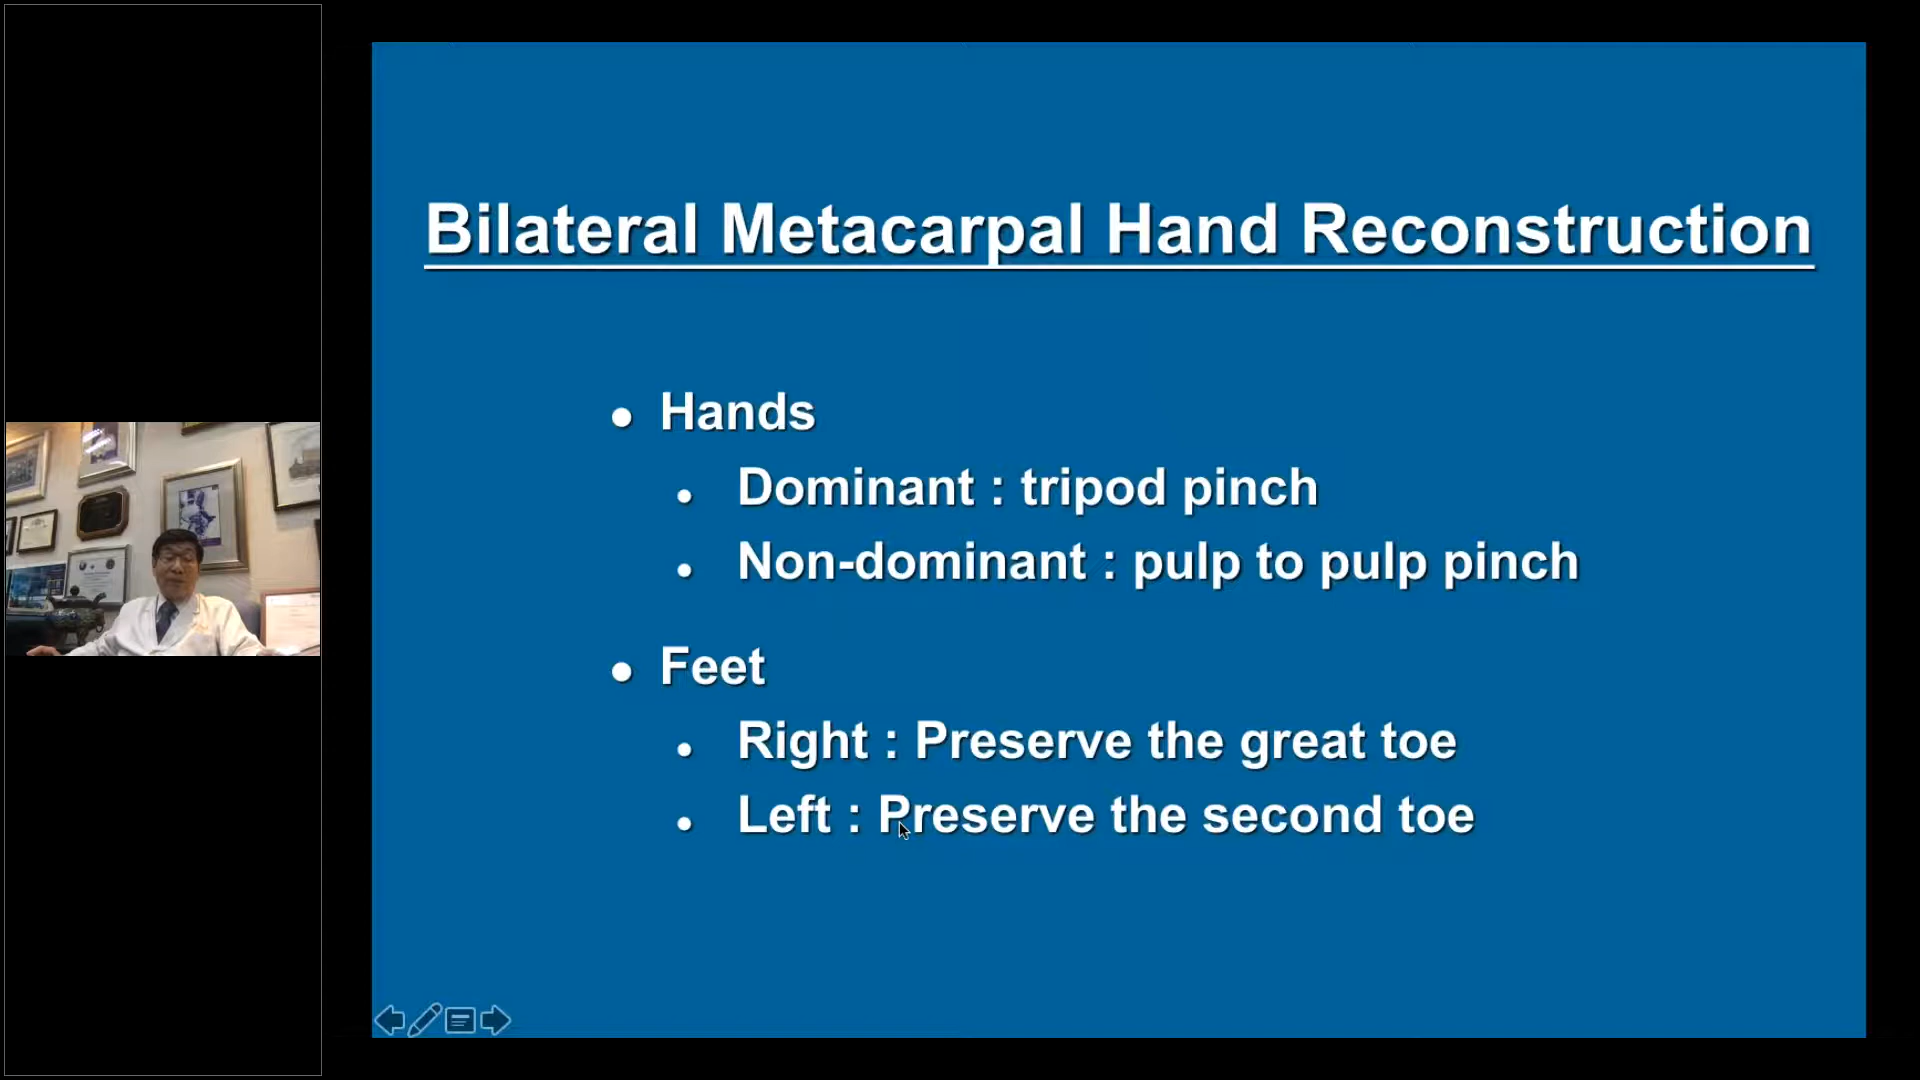 Bilateral Metacarpal Hand Reconstruction
• Hands
• Dominant : tripod pinch
• Non-dominant : pulp to pulp pinch
• Feet
• Right : Preserve the great toe
• Left : Preserve the second toe